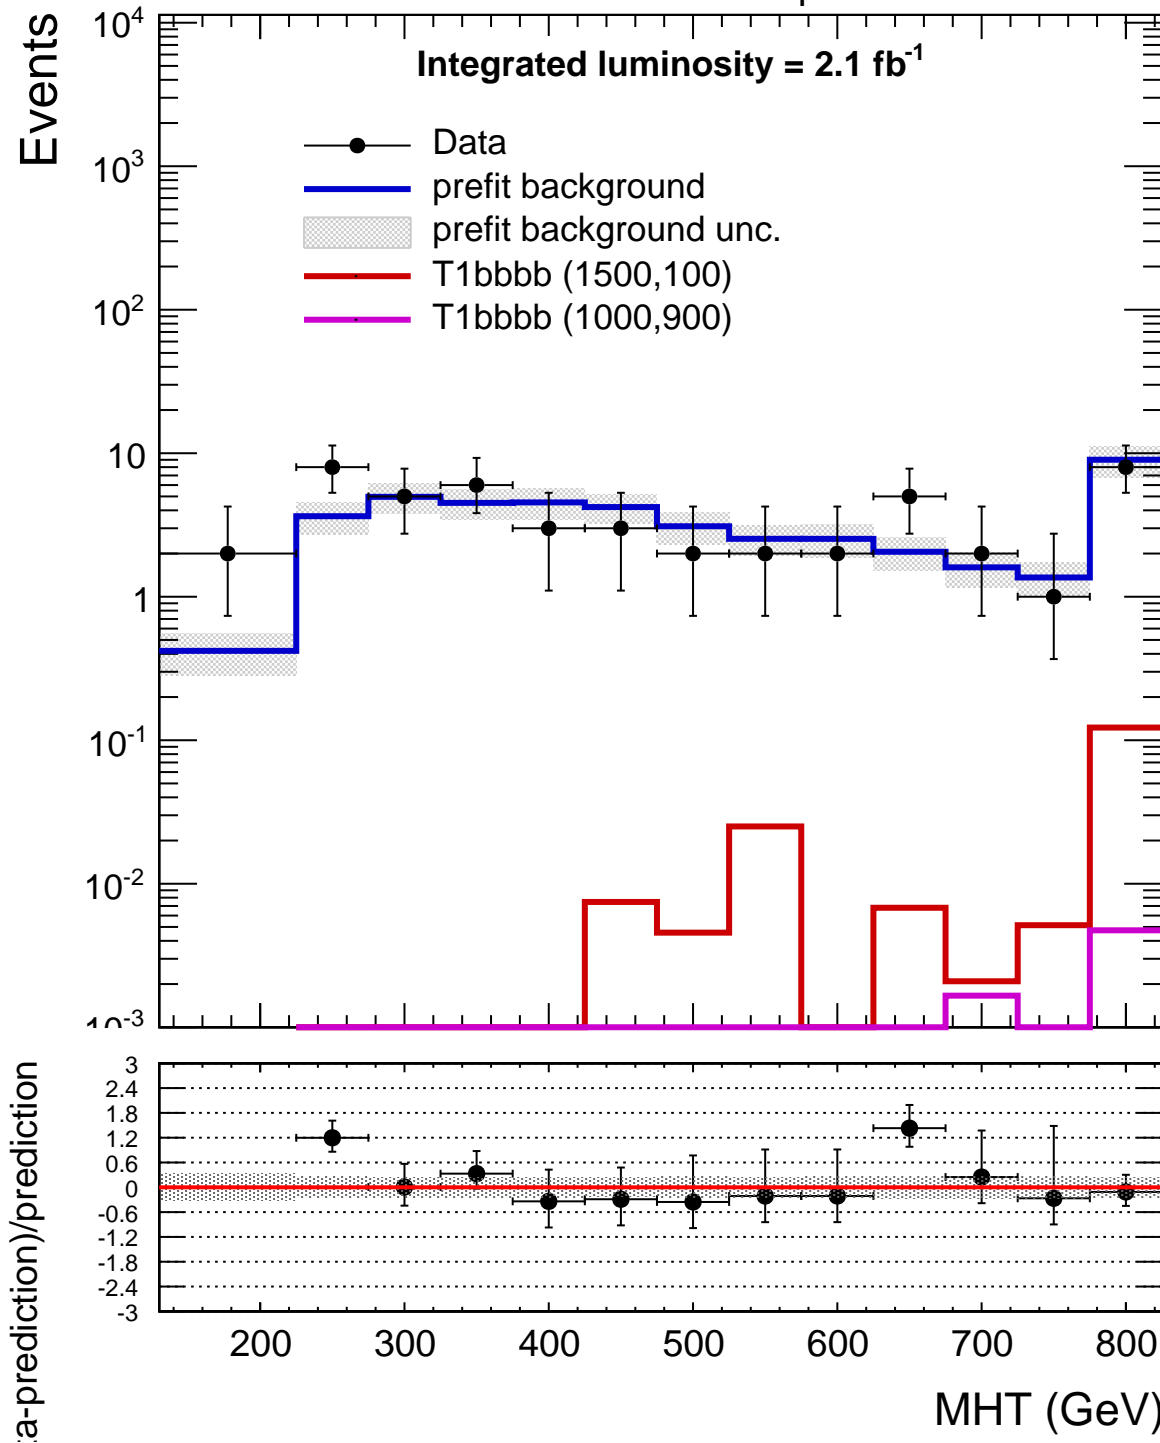 Events
10^4
10^3
10^2
10
1
10^-1
10^-2
10^-3
Integrated luminosity = 2.1 fb^-1
Data
prefit background
prefit background unc.
T1bbbb (1500,100)
T1bbbb (1000,900)
ta-prediction)/prediction
3
2.4
1.8
1.2
0.6
0
-0.6
-1.2
-1.8
-2.4
-3
200 300 400 500 600 700 800
MHT (GeV)